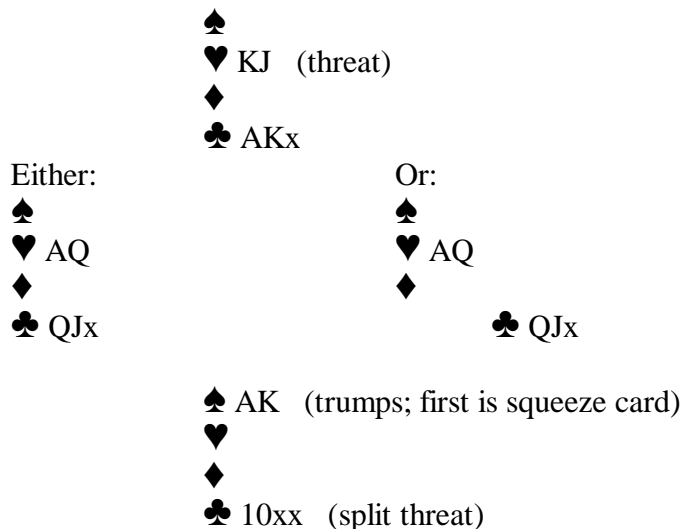 ♠
♥ KJ (threat)
♦
♣ AKx
Either: Or:
♠ ♠
♥ AQ ♥ AQ
♦ ♦
♣ QJx ♣ QJx
♠ AK (trumps; first is squeeze card)
♥
♦
♣ 10xx (split threat)